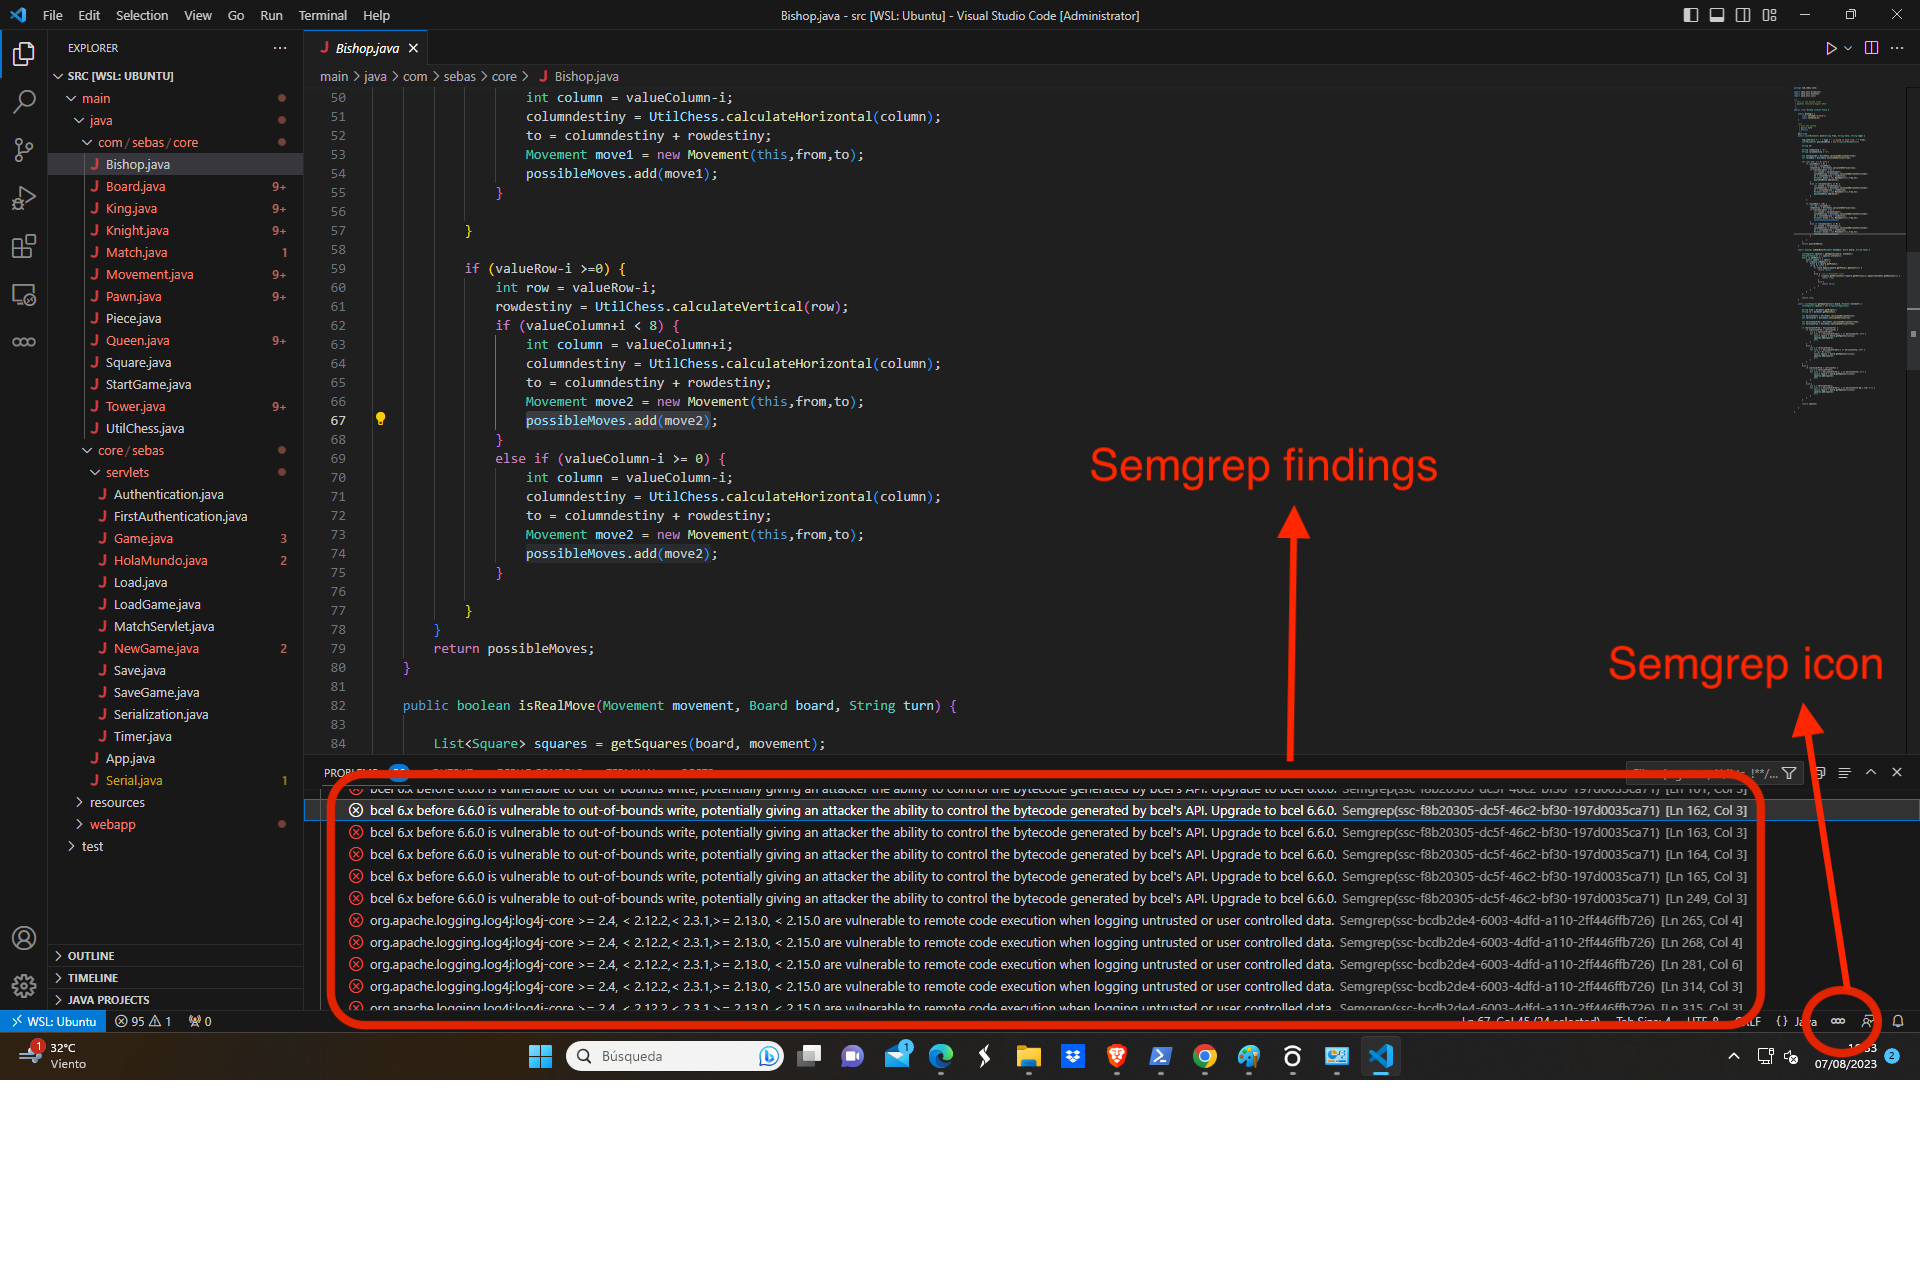 File Edit Selection View Go Run Terminal Help
Bishop.java - src [WSL: Ubuntu] - Visual Studio Code [Administrator]
EXPLORER
SRC [WSL: UBUNTU]
main
java
com/sebas/core
Bishop.java
Board.java 9+
King.java 9+
Knight.java 9+
Match.java 1
Movement.java 9+
Pawn.java 9+
Piece.java
Queen.java 9+
Square.java
StartGame.java
Tower.java 9+
UtilChess.java
core/sebas
servlets
Authentication.java
FirstAuthentication.java
Game.java 3
HolaMundo.java 2
Load.java
LoadGame.java
MatchServlet.java
NewGame.java 2
Save.java
SaveGame.java
Serialization.java
Timer.java
App.java
Serial.java 1
resources
webapp
test
OUTLINE
TIMELINE
JAVA PROJECTS
Bishop.java
main > java > com > sebas > core > Bishop.java
50 int column = valueColumn-i;
51 columndestiny = UtilChess.calculateHorizontal(column);
52 to = columndestiny + rowdestiny;
53 Movement move1 = new Movement(this,from,to);
54 possibleMoves.add(move1);
55 }
56
57 }
58
59 if (valueRow-i >=0) {
60 int row = valueRow-i;
61 rowdestiny = UtilChess.calculateVertical(row);
62 if (valueColumn+i < 8) {
63 int column = valueColumn+i;
64 columndestiny = UtilChess.calculateHorizontal(column);
65 to = columndestiny + rowdestiny;
66 Movement move2 = new Movement(this,from,to);
67 possibleMoves.add(move2);
68 }
69 else if (valueColumn-i >= 0) {
70 int column = valueColumn-i;
71 columndestiny = UtilChess.calculateHorizontal(column);
72 to = columndestiny + rowdestiny;
73 Movement move2 = new Movement(this,from,to);
74 possibleMoves.add(move2);
75 }
76
77 }
78 }
79 return possibleMoves;
80 }
81
82 public boolean isRealMove(Movement movement, Board board, String turn) {
83
84 List<Square> squares = getSquares(board, movement);
Semgrep findings
Semgrep icon
bcel 6.x before 6.6.0 is vulnerable to out-of-bounds write, potentially giving an attacker the ability to control the bytecode generated by bcel's API. Upgrade to bcel 6.6.0. Semgrep(ssc-f8b20305-dc5f-46c2-bf30-197d0035ca71) [Ln 161, Col 3]
bcel 6.x before 6.6.0 is vulnerable to out-of-bounds write, potentially giving an attacker the ability to control the bytecode generated by bcel's API. Upgrade to bcel 6.6.0. Semgrep(ssc-f8b20305-dc5f-46c2-bf30-197d0035ca71) [Ln 162, Col 3]
bcel 6.x before 6.6.0 is vulnerable to out-of-bounds write, potentially giving an attacker the ability to control the bytecode generated by bcel's API. Upgrade to bcel 6.6.0. Semgrep(ssc-f8b20305-dc5f-46c2-bf30-197d0035ca71) [Ln 163, Col 3]
bcel 6.x before 6.6.0 is vulnerable to out-of-bounds write, potentially giving an attacker the ability to control the bytecode generated by bcel's API. Upgrade to bcel 6.6.0. Semgrep(ssc-f8b20305-dc5f-46c2-bf30-197d0035ca71) [Ln 164, Col 3]
bcel 6.x before 6.6.0 is vulnerable to out-of-bounds write, potentially giving an attacker the ability to control the bytecode generated by bcel's API. Upgrade to bcel 6.6.0. Semgrep(ssc-f8b20305-dc5f-46c2-bf30-197d0035ca71) [Ln 165, Col 3]
bcel 6.x before 6.6.0 is vulnerable to out-of-bounds write, potentially giving an attacker the ability to control the bytecode generated by bcel's API. Upgrade to bcel 6.6.0. Semgrep(ssc-f8b20305-dc5f-46c2-bf30-197d0035ca71) [Ln 249, Col 3]
org.apache.logging.log4j:log4j-core >= 2.4, < 2.12.2,< 2.3.1,>= 2.13.0, < 2.15.0 are vulnerable to remote code execution when logging untrusted or user controlled data. Semgrep(ssc-bcdb2de4-6003-4dfd-a110-2ff446ffb726) [Ln 265, Col 4]
org.apache.logging.log4j:log4j-core >= 2.4, < 2.12.2,< 2.3.1,>= 2.13.0, < 2.15.0 are vulnerable to remote code execution when logging untrusted or user controlled data. Semgrep(ssc-bcdb2de4-6003-4dfd-a110-2ff446ffb726) [Ln 268, Col 4]
org.apache.logging.log4j:log4j-core >= 2.4, < 2.12.2,< 2.3.1,>= 2.13.0, < 2.15.0 are vulnerable to remote code execution when logging untrusted or user controlled data. Semgrep(ssc-bcdb2de4-6003-4dfd-a110-2ff446ffb726) [Ln 281, Col 6]
org.apache.logging.log4j:log4j-core >= 2.4, < 2.12.2,< 2.3.1,>= 2.13.0, < 2.15.0 are vulnerable to remote code execution when logging untrusted or user controlled data. Semgrep(ssc-bcdb2de4-6003-4dfd-a110-2ff446ffb726) [Ln 314, Col 3]
org.apache.logging.log4j:log4j-core >= 2.4, < 2.12.2,< 2.3.1,>= 2.13.0, < 2.15.0 are vulnerable to remote code execution when logging untrusted or user controlled data. Semgrep(ssc-bcdb2de4-6003-4dfd-a110-2ff446ffb726) [Ln 315, Col 3]
WSL: Ubuntu 95 1 0
Java
1
32°C
Viento
Búsqueda
1
07/08/2023
2